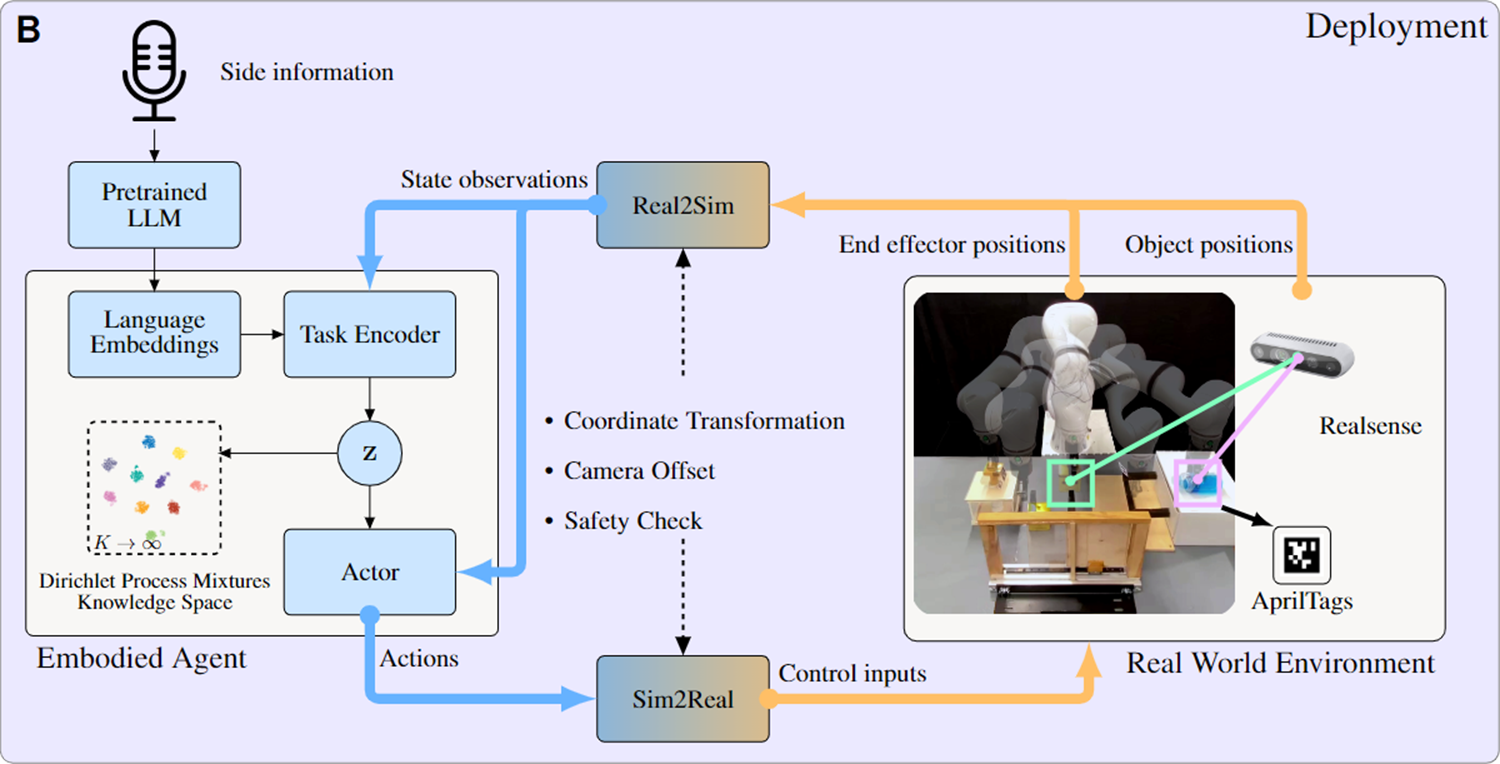 B
Deployment
Side information
Pretrained
LLM
State observations
Real2Sim
End effector positions
Object positions
Language
Embeddings
Task Encoder
• Coordinate Transformation
• Camera Offset
• Safety Check
Realsense
z
K → ∞
Dirichlet Process Mixtures
Knowledge Space
Actor
AprilTags
Embodied Agent
Actions
Sim2Real
Control inputs
Real World Environment